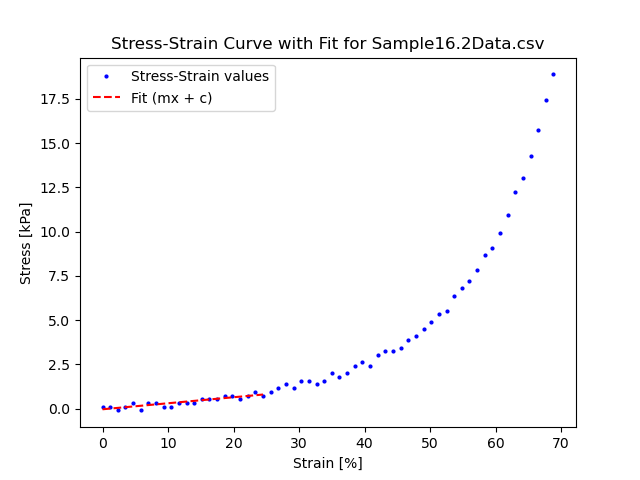 Stress-Strain Curve with Fit for Sample16.2Data.csv
Stress-Strain values
Fit (mx + c)
Stress [kPa]
17.5
15.0
12.5
10.0
7.5
5.0
2.5
0.0
0 10 20 30 40 50 60 70
Strain [%]